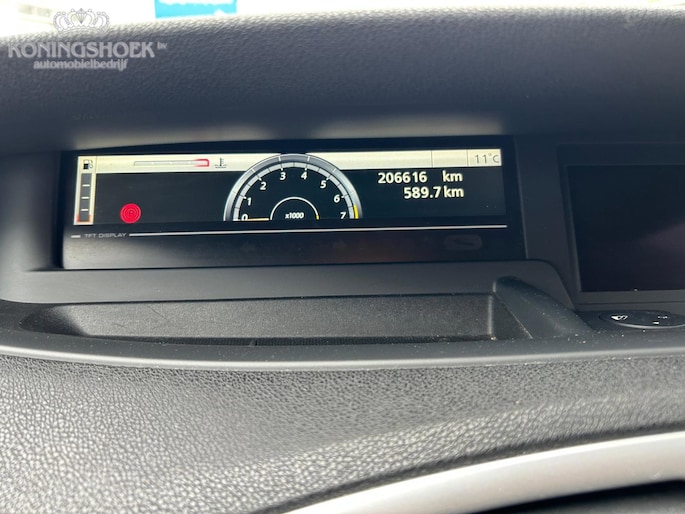 KONINGSHOEK BV
automobielbedrijf
11°C
206616 km
589.7 km
0 1 2 3 4 5 6 7
x1000
TFT DISPLAY